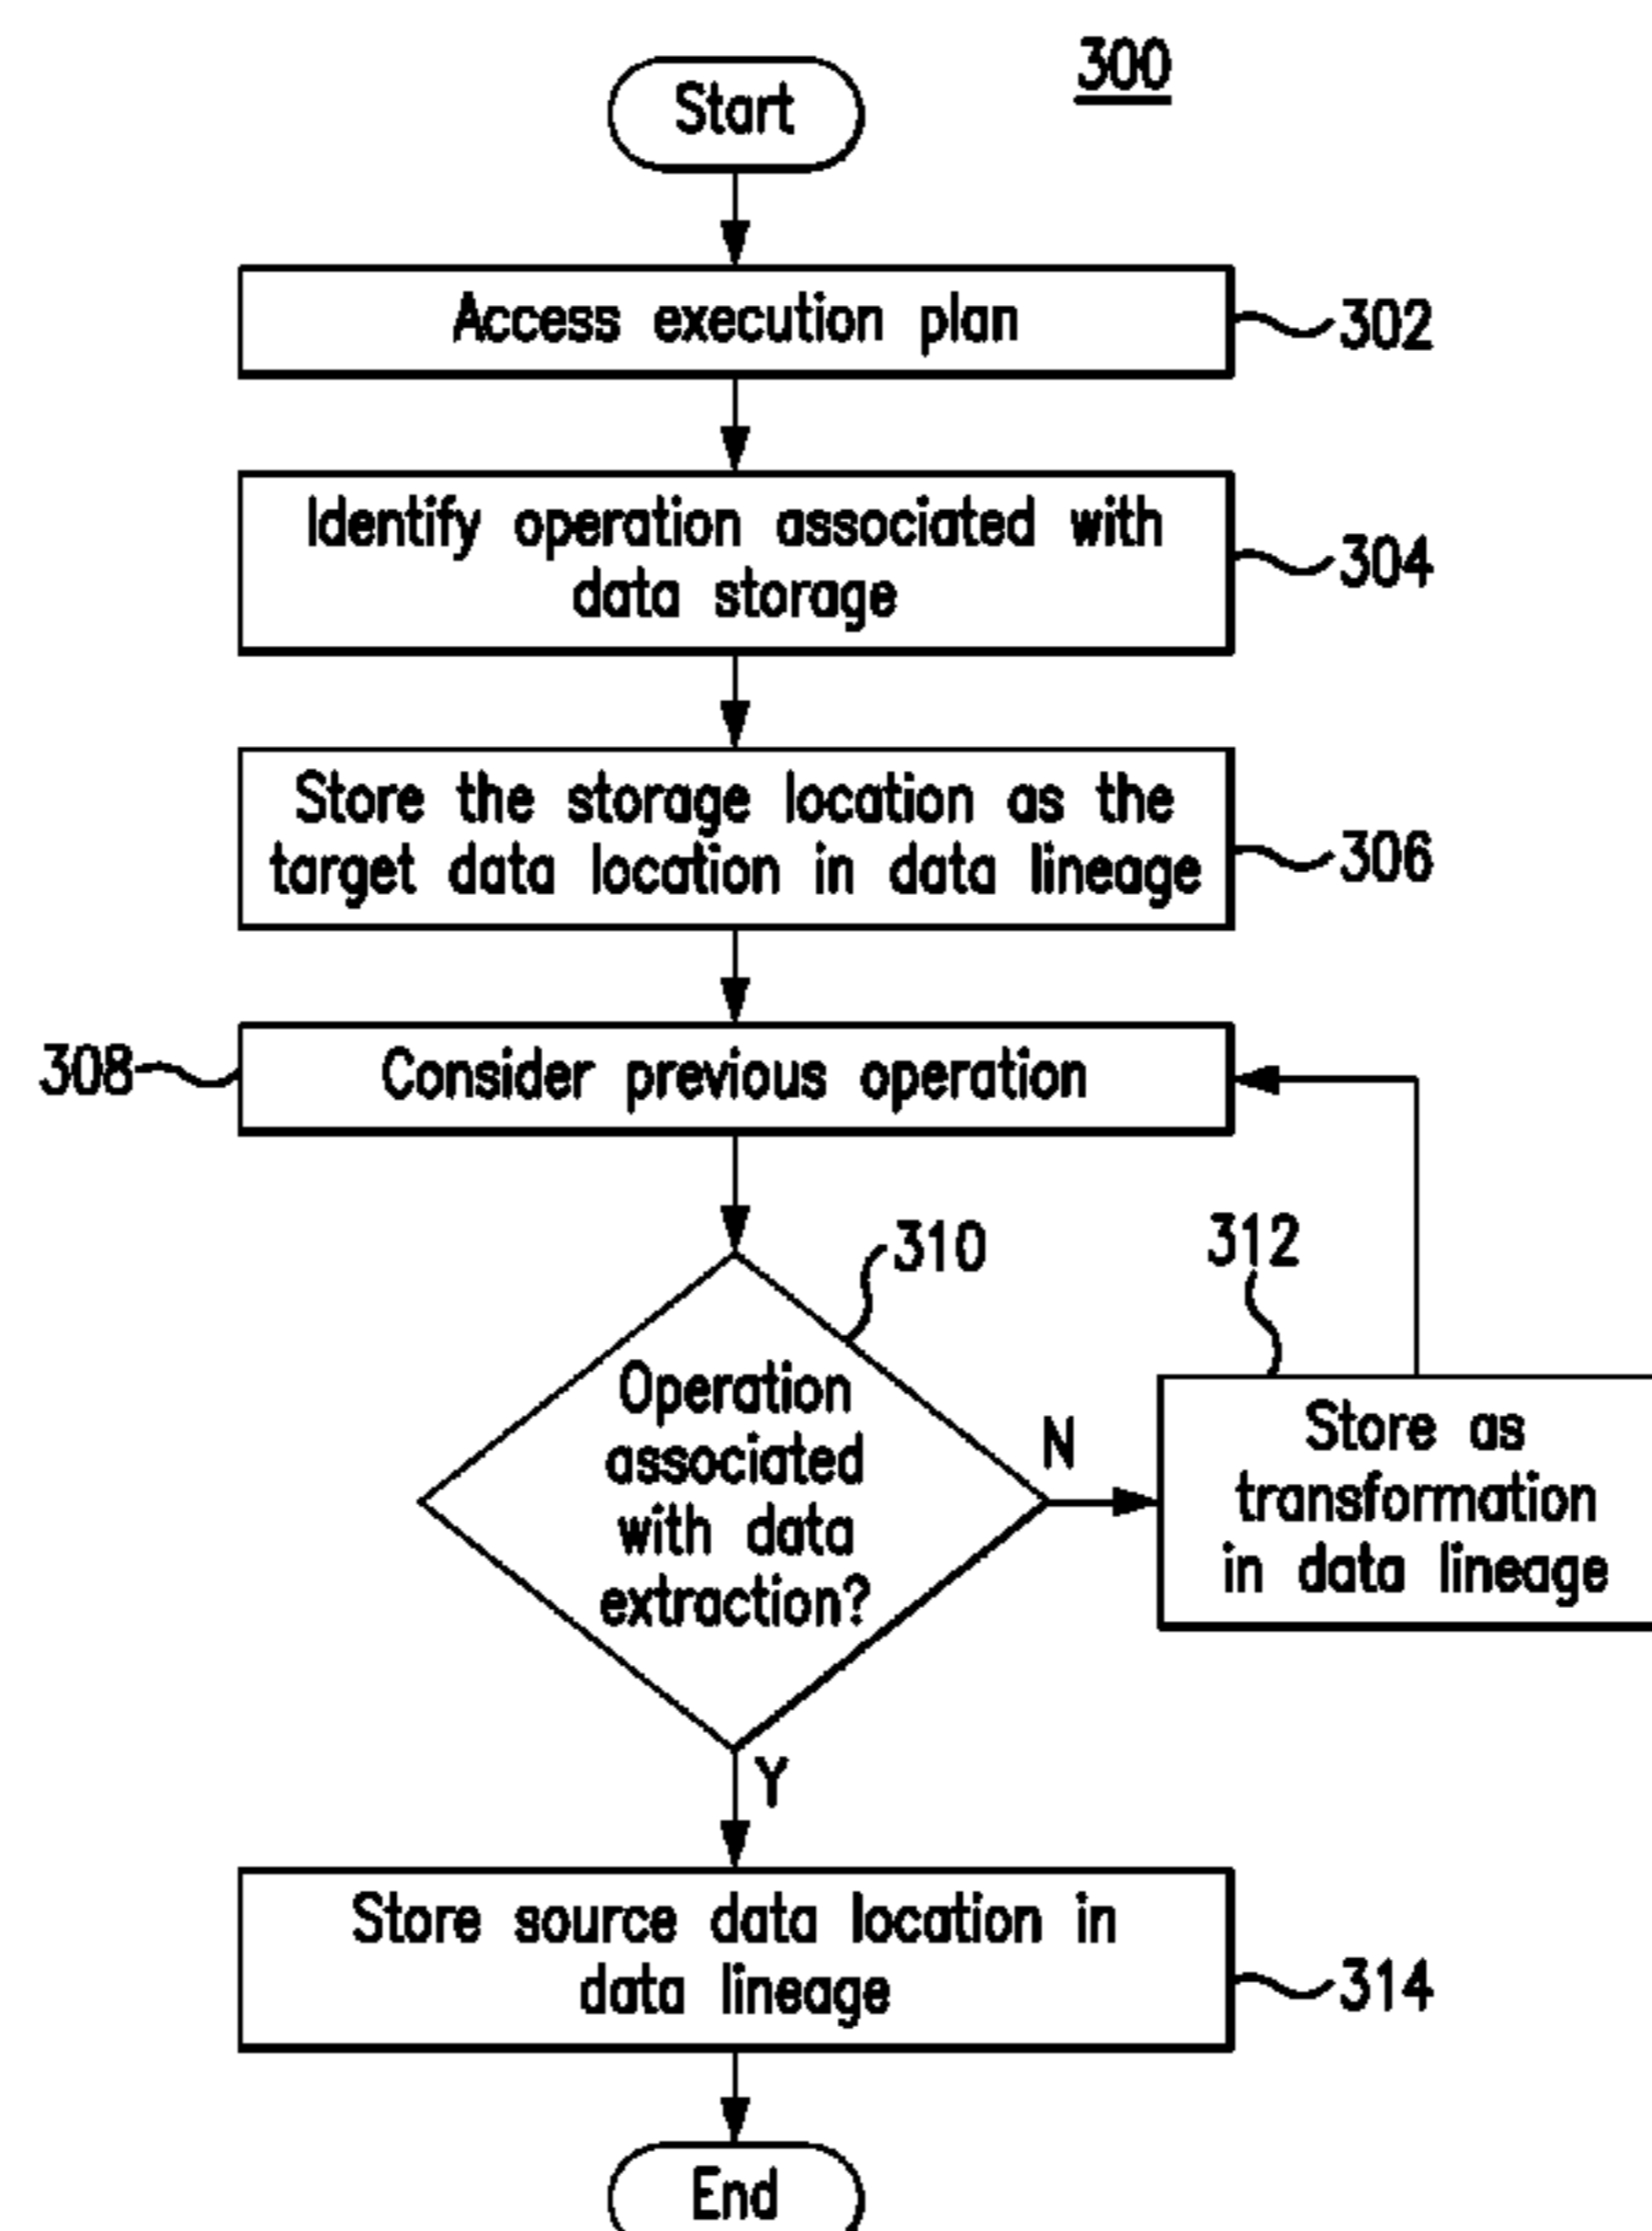 300
Start
Access execution plan
302
Identify operation associated with
data storage
304
Store the storage location as the
target data location in data lineage
306
308
Consider previous operation
310
Operation
associated
with data
extraction?
N
312
Store as
transformation
in data lineage
Y
Store source data location in
data lineage
314
End